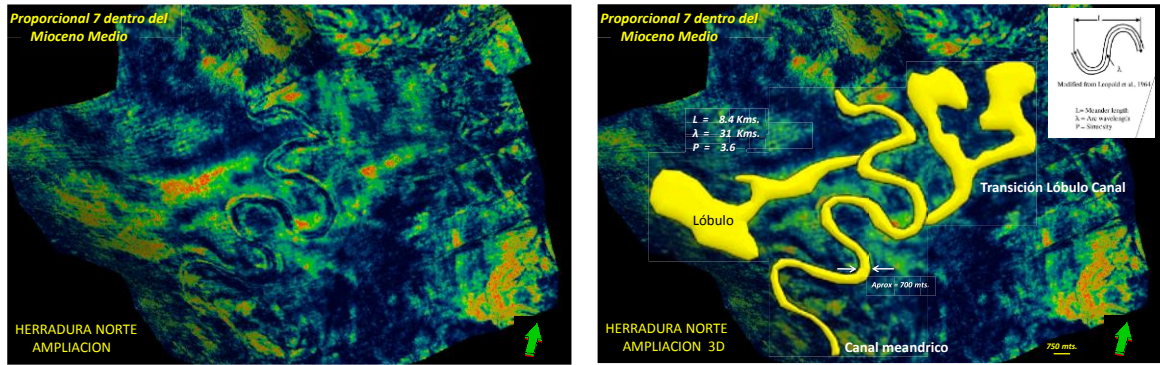 Proporcional 7 dentro del
Mioceno Medio
HERRADURA NORTE
AMPLIACION
Proporcional 7 dentro del
Mioceno Medio
L
λ
Modified from Leopold et al., 1964
L= Meander length
λ = Arc wavelength
P = Sinuosity
L = 8.4 Kms.
λ = 31 Kms.
P = 3.6
Transición Lóbulo Canal
Lóbulo
Aprox = 700 mts.
HERRADURA NORTE
AMPLIACION 3D
Canal meandrico
750 mts.